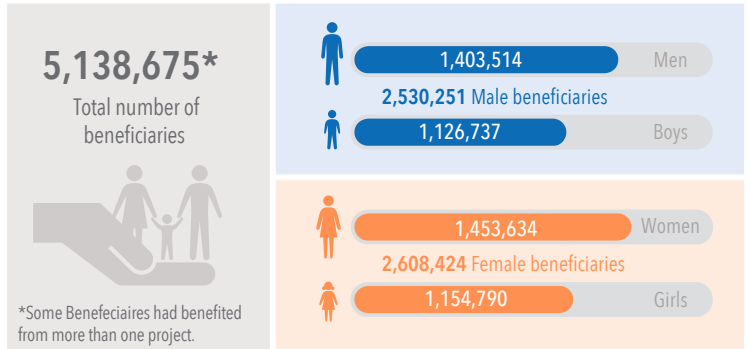 5,138,675*
Total number of
beneficiaries
*Some Benefeciaires had benefited
from more than one project.
1,403,514 Men
2,530,251 Male beneficiaries
1,126,737 Boys
1,453,634 Women
2,608,424 Female beneficiaries
1,154,790 Girls